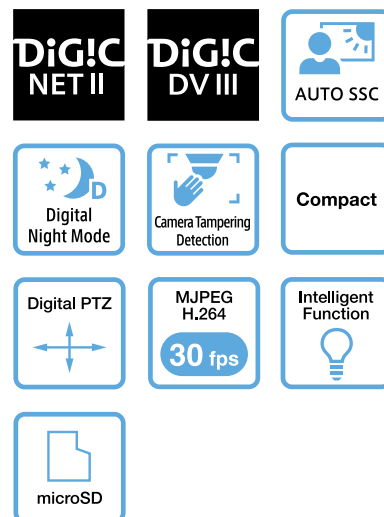 DiG!C
NET II
DiG!C
DV III
AUTO SSC
D
Digital
Night Mode
Camera Tampering
Detection
Compact
Digital PTZ
MJPEG
H.264
30 fps
Intelligent
Function
microSD